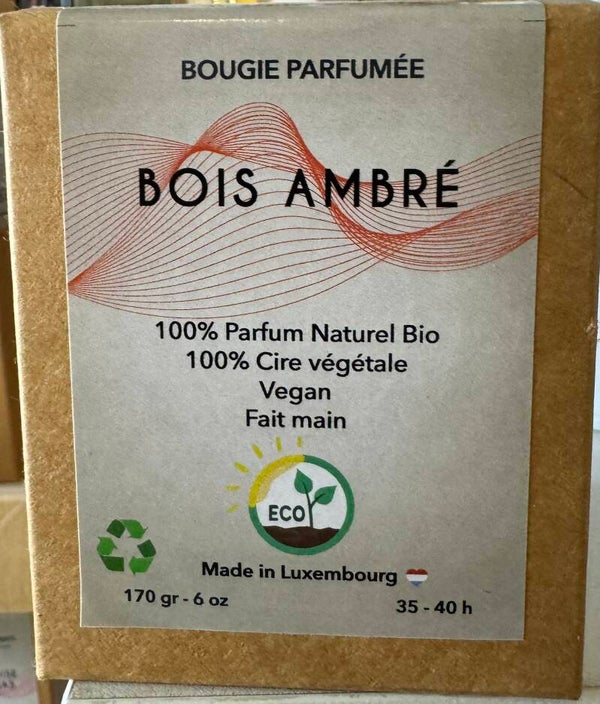 BOUGIE PARFUMÉE
BOIS AMBRÉ
100% Parfum Naturel Bio
100% Cire végétale
Vegan
Fait main
ECO
Made in Luxembourg
170 gr - 6 oz
35 - 40 h